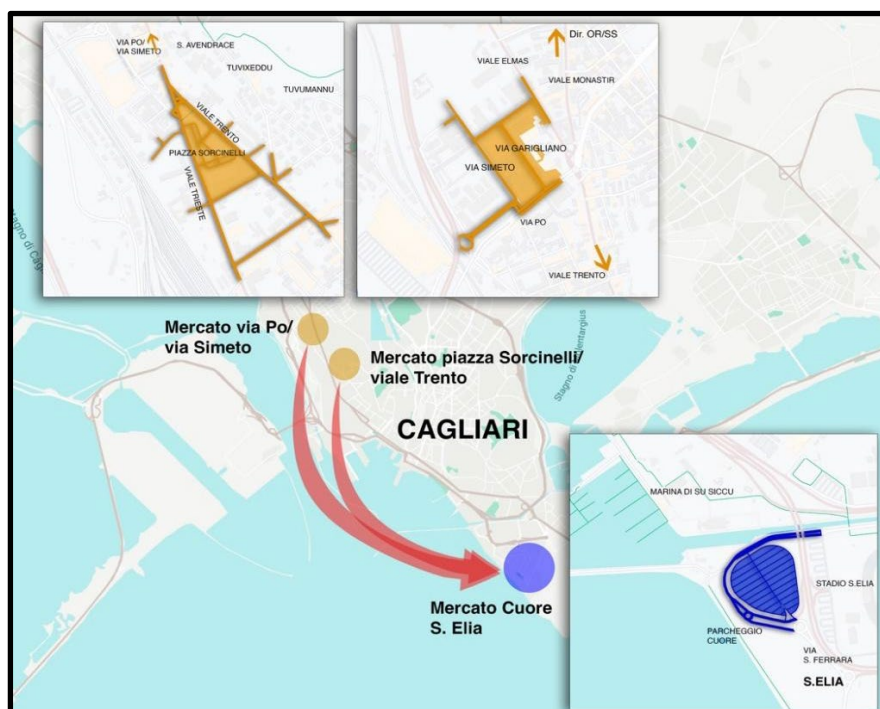 VIA PO/
VIA SIMETO
S. AVENDRACE
TUVIXEDDU
TUVUMANNU
VIALE TRENTO
PIAZZA SORCINELLI
VIALE TRIESTE
Dir. OR/SS
VIALE ELMAS
VIALE MONASTIR
VIA GARIGLIANO
VIA SIMETO
VIA PO
VIALE TRENTO
Stagno di Cag
Mercato via Po/
via Simeto
Mercato piazza Sorcinelli/
viale Trento
CAGLIARI
Mercato Cuore
S. Elia
MARINA DI SU SICCU
STADIO S.ELIA
PARCHEGGIO
CUORE
VIA
S. FERRARA
S.ELIA